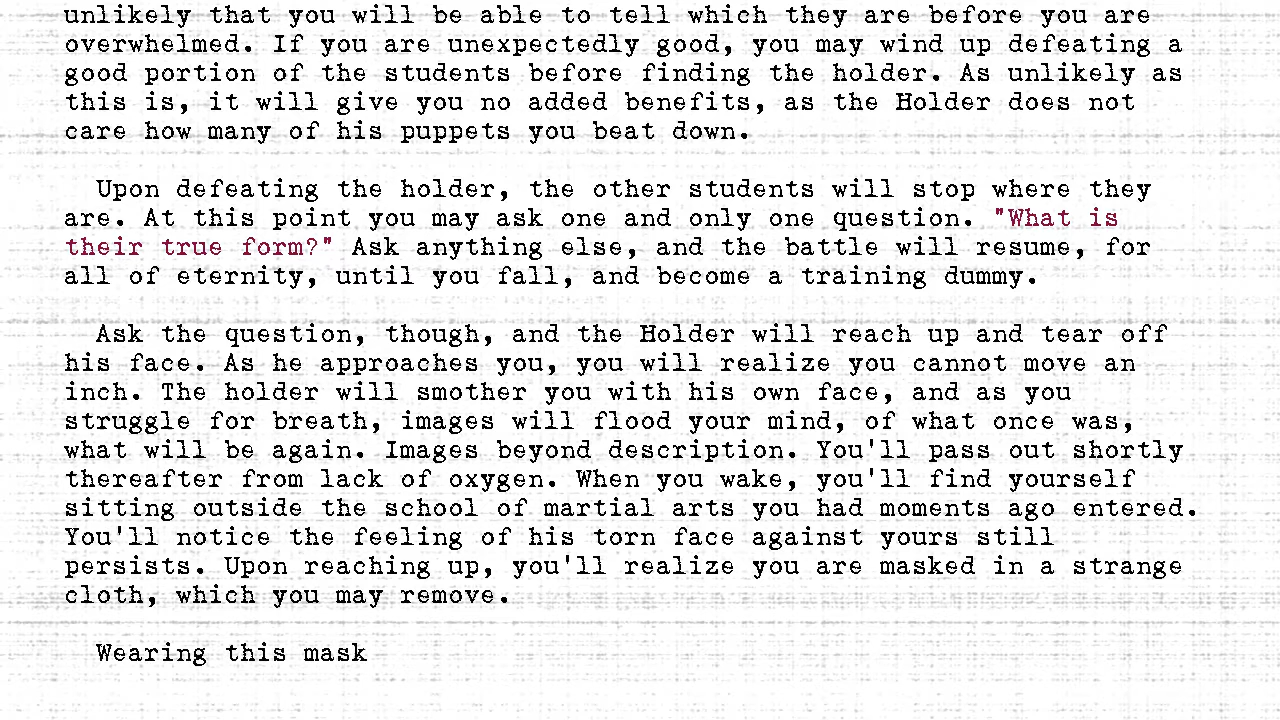 unlikely that you will be able to tell which they are before you are
overwhelmed. If you are unexpectedly good, you may wind up defeating a
good portion of the students before finding the holder. As unlikely as
this is, it will give you no added benefits, as the Holder does not
care how many of his puppets you beat down.
Upon defeating the holder, the other students will stop where they
are. At this point you may ask one and only one question. "What is
their true form?" Ask anything else, and the battle will resume, for
all of eternity, until you fall, and become a training dummy.
Ask the question, though, and the Holder will reach up and tear off
his face. As he approaches you, you will realize you cannot move an
inch. The holder will smother you with his own face, and as you
struggle for breath, images will flood your mind, of what once was,
what will be again. Images beyond description. You'll pass out shortly
thereafter from lack of oxygen. When you wake, you'll find yourself
sitting outside the school of martial arts you had moments ago entered.
You'll notice the feeling of his torn face against yours still
persists. Upon reaching up, you'll realize you are masked in a strange
cloth, which you may remove.
Wearing this mask